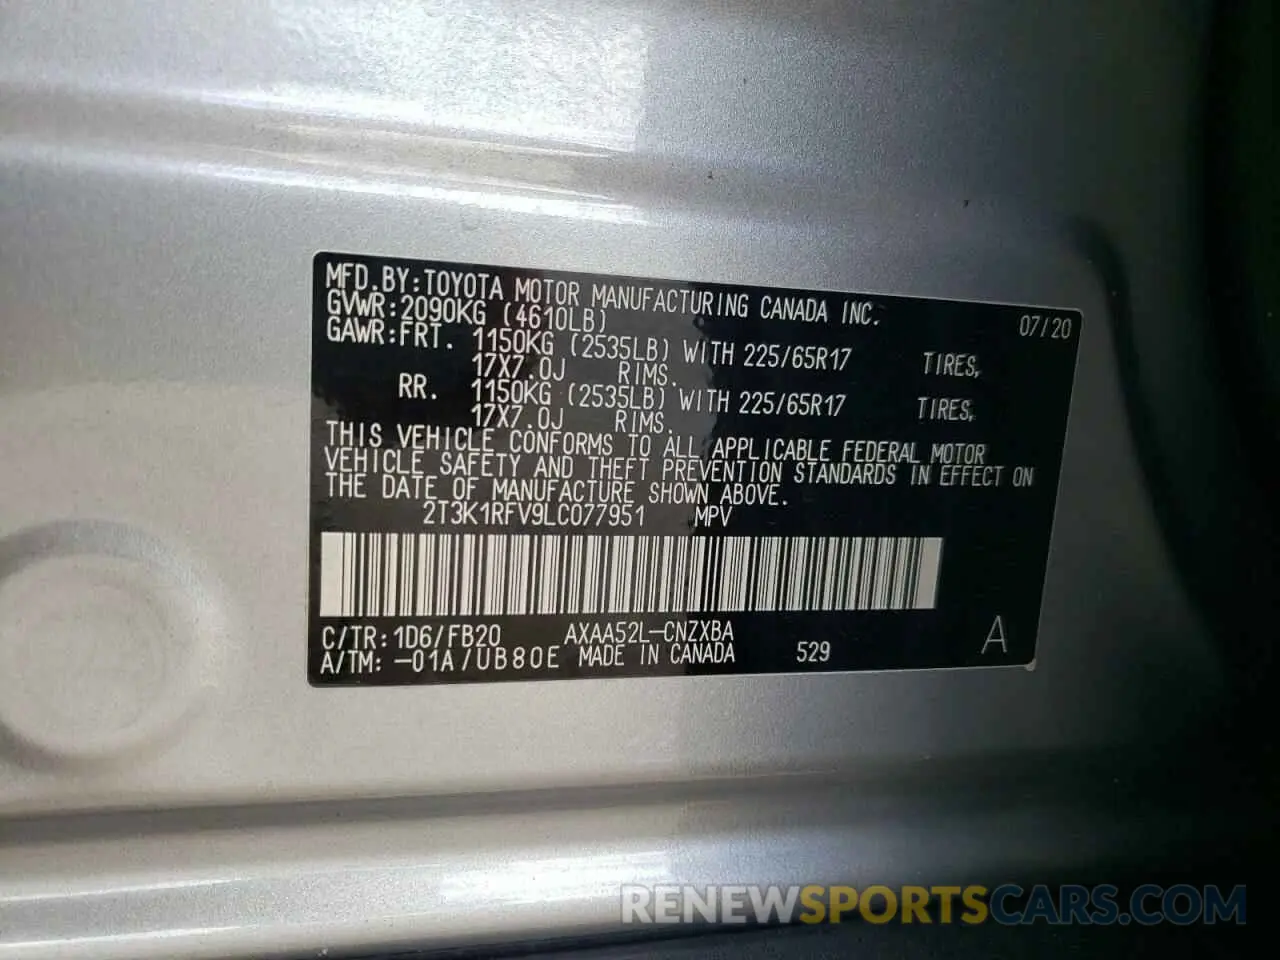 MFD.BY:TOYOTA MOTOR MANUFACTURING CANADA INC.
GVWR:2090KG (4610LB) 07/20
GAWR:FRT. 1150KG (2535LB) WITH 225/65R17 TIRES,
17X7.0J RIMS.
RR. 1150KG (2535LB) WITH 225/65R17 TIRES,
17X7.0J RIMS.
THIS VEHICLE CONFORMS TO ALL APPLICABLE FEDERAL MOTOR
VEHICLE SAFETY AND THEFT PREVENTION STANDARDS IN EFFECT ON
THE DATE OF MANUFACTURE SHOWN ABOVE.
2T3K1RFV9LC077951 MPV
C/TR:1D6/FB20 AXAA52L-CNZXBA
A/TM:-01A/UB80E MADE IN CANADA 529 A
RENEWSPORTSCARS.COM